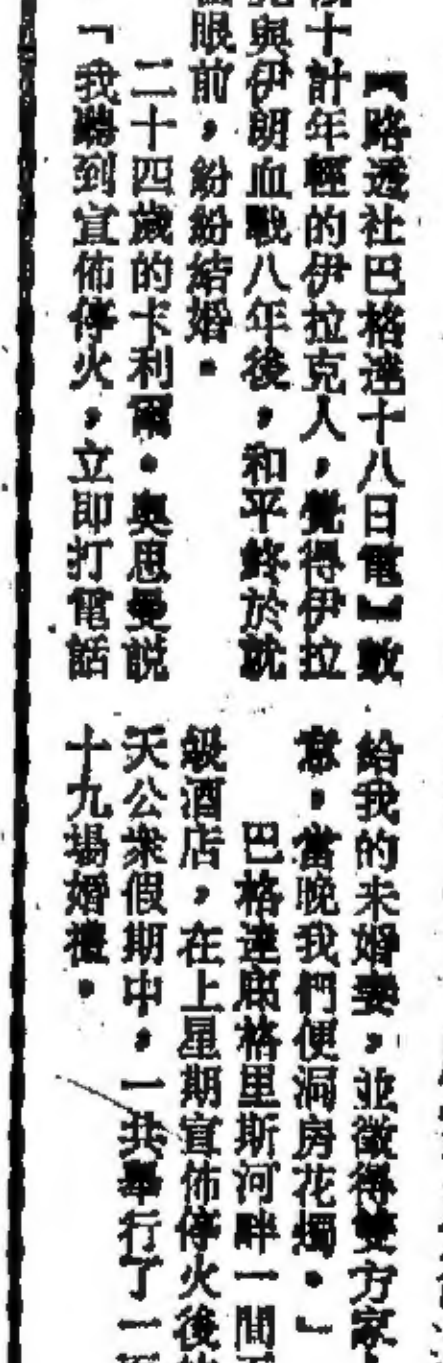 【路透社巴格達十八日電】數
十計年輕的伊拉克人,覺得伊拉
與伊朗血戰八年後,和平終於就
眼前,紛紛結婚。
二十四歲的卡利爾・奧思曼説
『我聽到宣佈停火,立即打電話
給我的未婚妻,並徵得雙方家
意,當晚我們便洞房花燭。』
巴格達底格里斯河畔一間
級酒店,在上星期宣佈停火後
天公衆假期中,一共舉行了二
十九場婚禮。